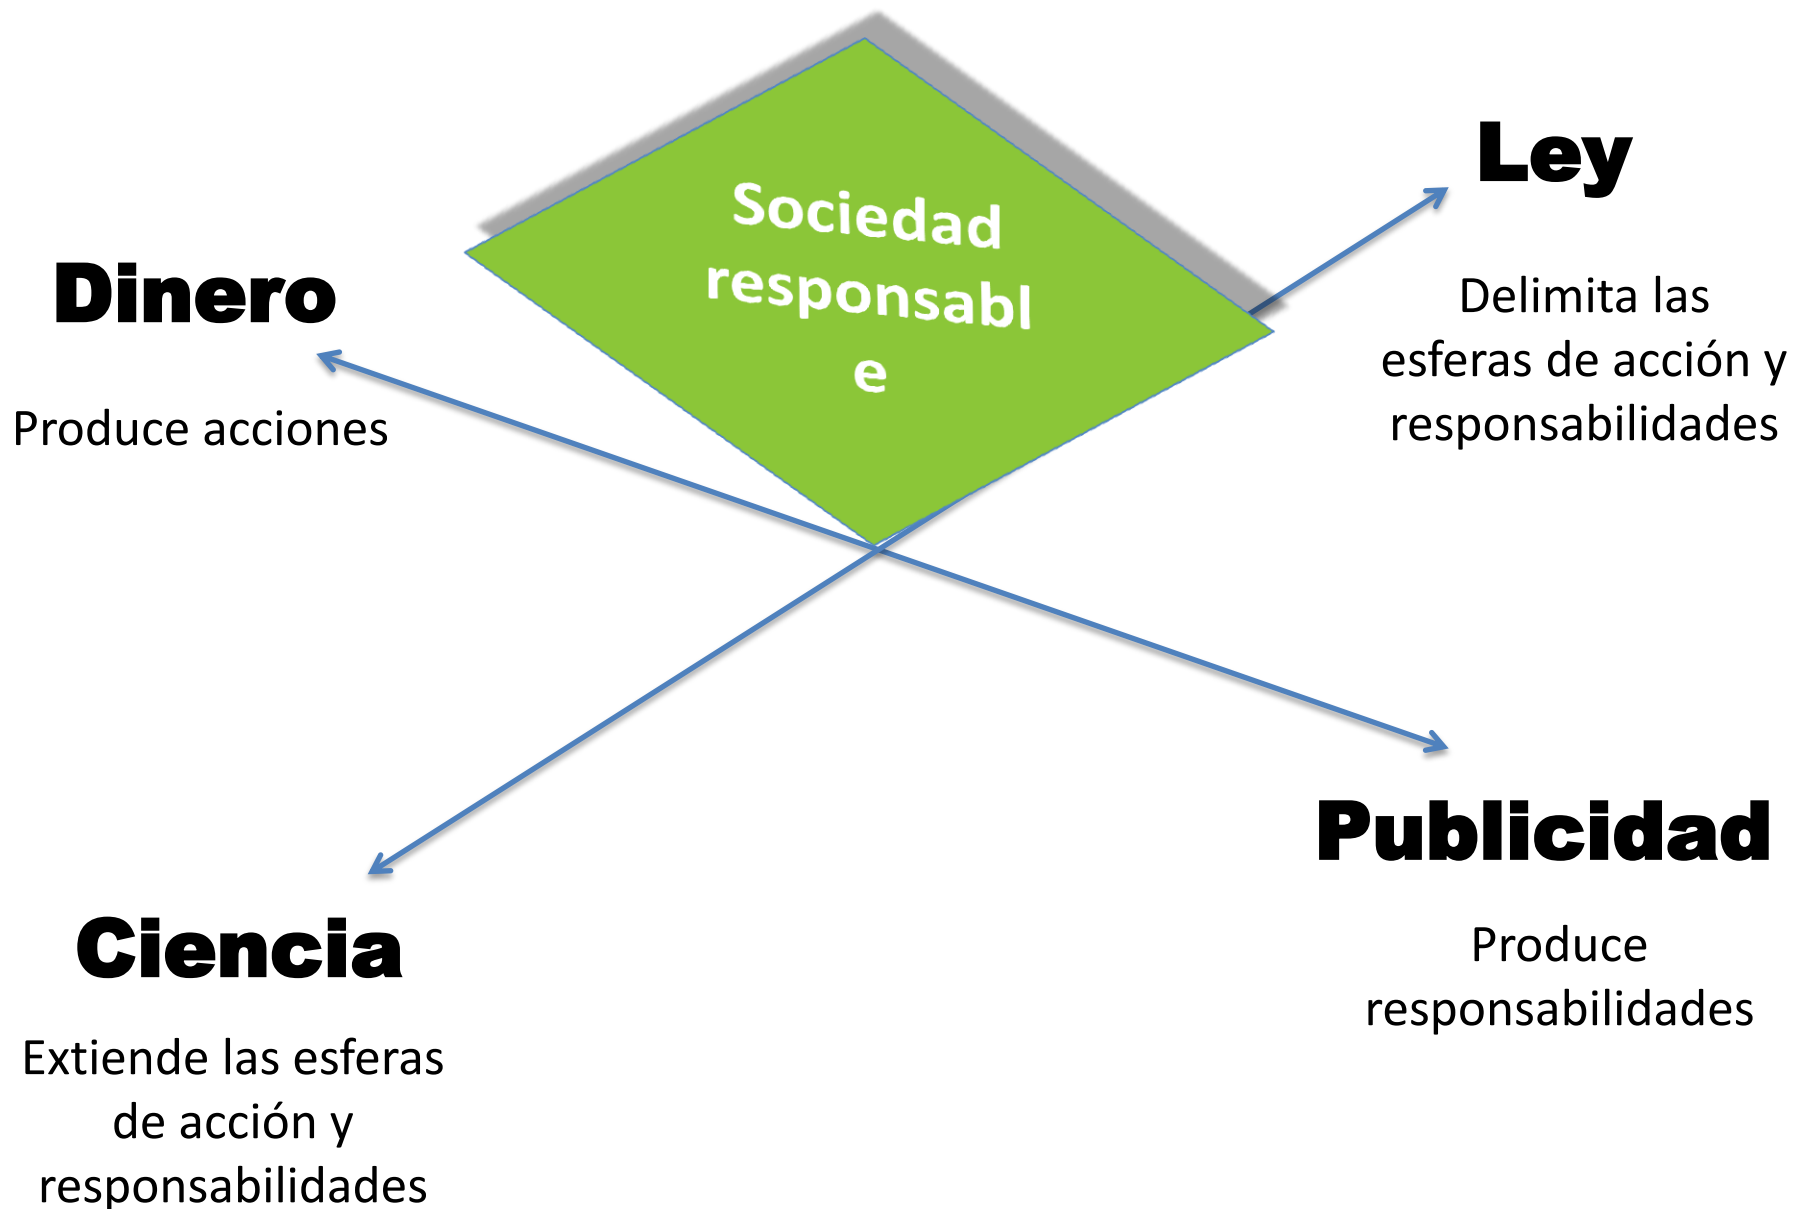 Sociedad
responsabl
e
Ley
Delimita las
esferas de acción y
responsabilidades
Dinero
Produce acciones
Publicidad
Produce
responsabilidades
Ciencia
Extiende las esferas
de acción y
responsabilidades